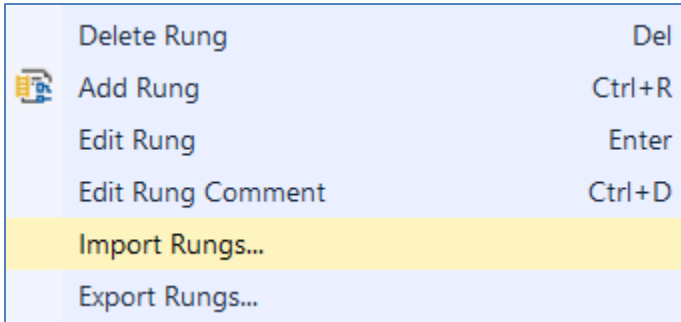 Delete Rung Del
Add Rung Ctrl+R
Edit Rung Enter
Edit Rung Comment Ctrl+D
Import Rungs...
Export Rungs...